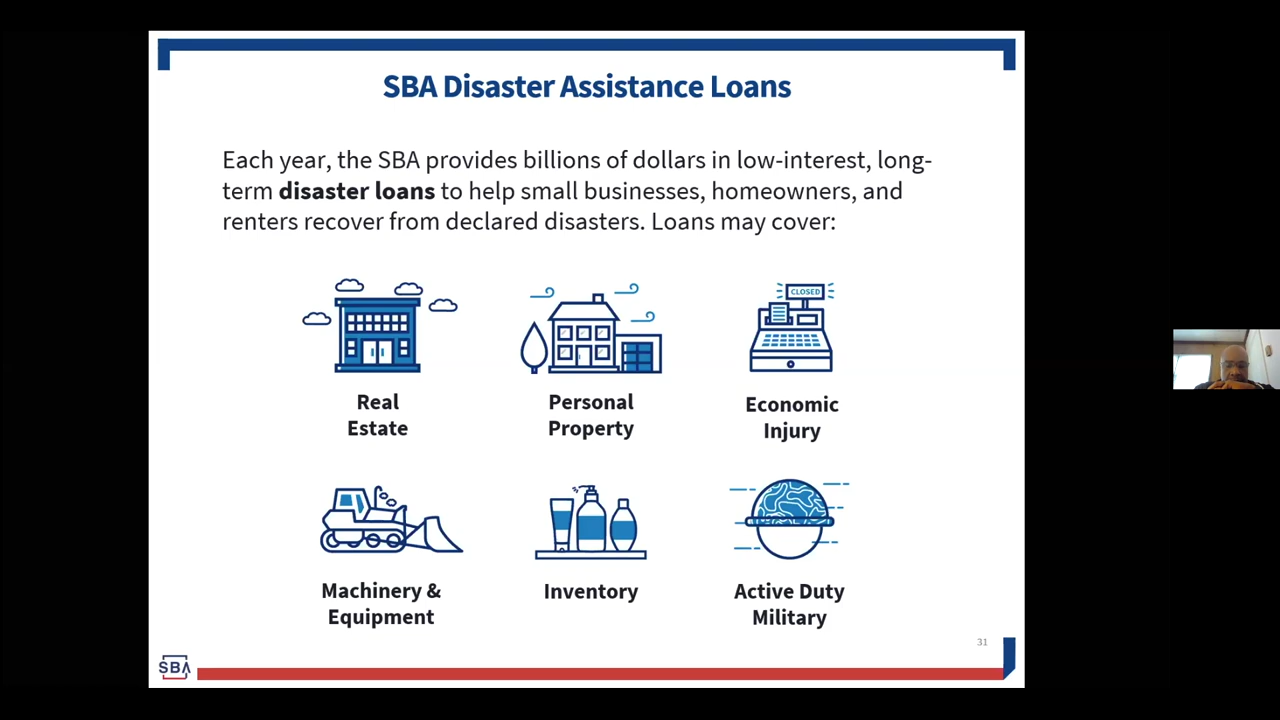 SBA Disaster Assistance Loans
Each year, the SBA provides billions of dollars in low-interest, long-
term disaster loans to help small businesses, homeowners, and
renters recover from declared disasters. Loans may cover:
CLOSED
Real
Estate
Personal
Property
Economic
Injury
Machinery &
Equipment
Inventory
Active Duty
Military
31
SBA